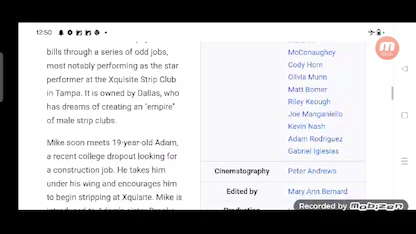 12:50
bills through a series of odd jobs,
most notably performing as the star
performer at the Xquisite Strip Club
in Tampa. It is owned by Dallas, who
has dreams of creating an "empire"
of male strip clubs.
Mike soon meets 19-year-old Adam,
a recent college dropout looking for
a construction job. He takes him
under his wing and encourages him
to begin stripping at Xquisite. Mike is
McConaughey
Cody Horn
Olivia Munn
Matt Bomer
Riley Keough
Joe Manganiello
Kevin Nash
Adam Rodriguez
Gabriel Iglesias
Cinematography Peter Andrews
Edited by Mary Ann Bernard
Production
Recorded by
Mobizen